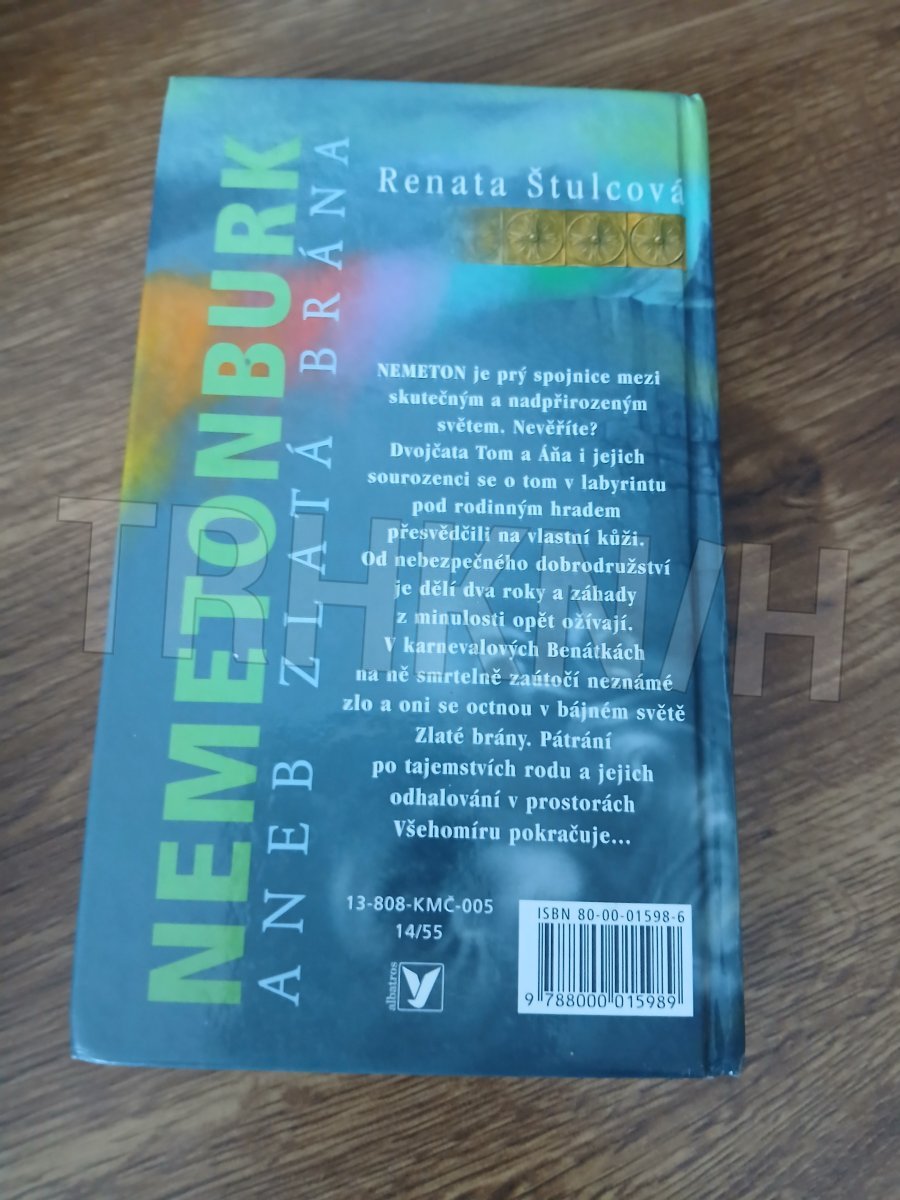 NEMETONBURK
ANEB ZLATÁ BRÁNA
Renata Štulcová
NEMETON je prý spojnice mezi
skutečným a nadpřirozeným
světem. Nevěříte?
Dvojčata Tom a Áňa i jejich
sourozenci se o tom v labyrintu
pod rodinným hradem
přesvědčili na vlastní kůži.
Od nebezpečného dobrodružství
je dělí dva roky a záhady
z minulosti opět ožívají.
V karnevalových Benátkách
na ně smrtelně zaútočí neznámé
zlo a oni se octnou v bájném světě
Zlaté brány. Pátrání
po tajemstvích rodu a jejich
odhalování v prostorách
Všehomíru pokračuje...
13-808-KMČ-005
14/55
albatros
ISBN 80-00-01598-6
9 788000 015989
TRHKNIH